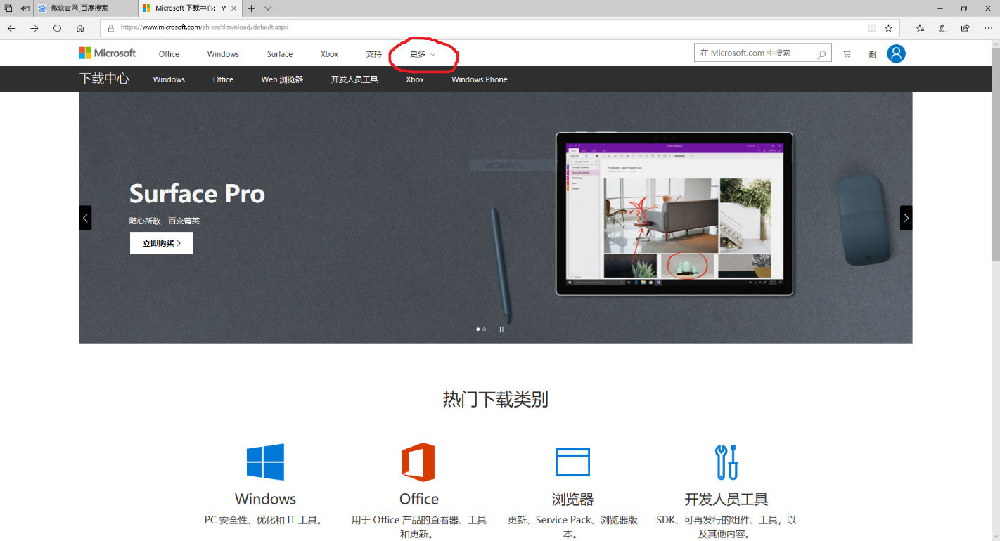 微软官网_百度搜索
Microsoft 下载中心: W
https://www.microsoft.com/zh-cn/download/default.aspx
Microsoft
Office
Windows
Surface
Xbox
支持
更多
在 Microsoft.com 中搜索
谢
下载中心
Windows
Office
Web 浏览器
开发人员工具
Xbox
Windows Phone
Textures and materials
Surface Pro
随心所欲，百变菁英
立即购买
热门下载类别
Windows
PC 安全性、优化和 IT 工具。
Office
用于 Office 产品的查看器、工具
和更新。
浏览器
更新、Service Pack、浏览器版
本。
开发人员工具
SDK、可再发行的组件、工具，以
及其他内容。